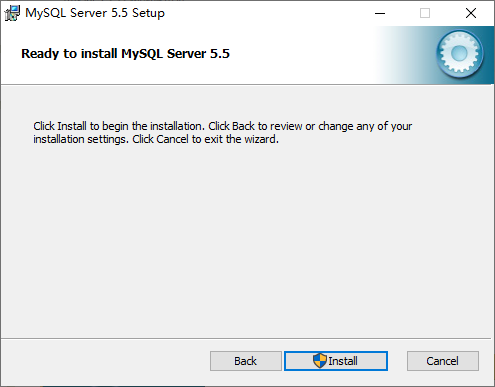 MySQL Server 5.5 Setup
Ready to install MySQL Server 5.5
Click Install to begin the installation. Click Back to review or change any of your
installation settings. Click Cancel to exit the wizard.
Back
Install
Cancel